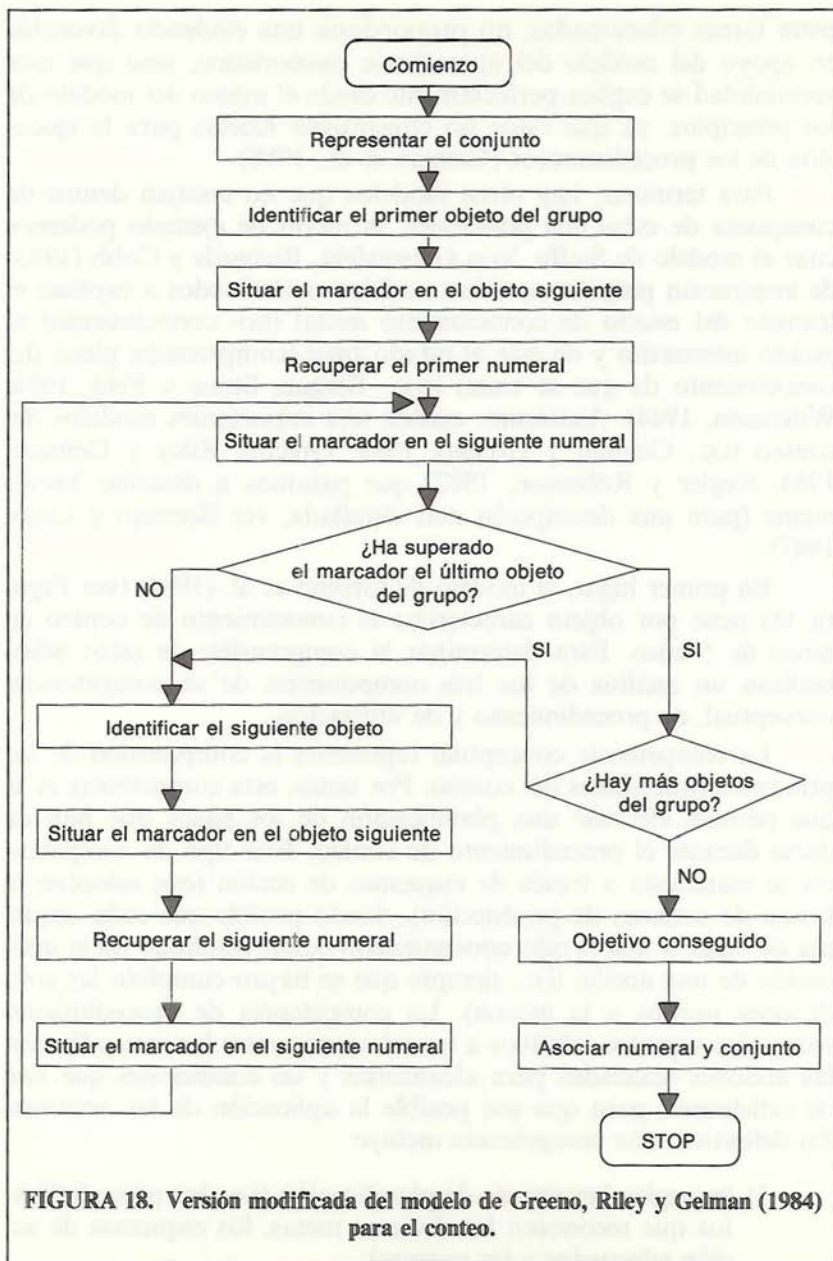 Comienzo
Representar el conjunto
Identificar el primer objeto del grupo
Situar el marcador en el objeto siguiente
Recuperar el primer numeral
Situar el marcador en el siguiente numeral
¿Ha superado
el marcador el último objeto
del grupo?
NO
SI
SI
Identificar el siguiente objeto
¿Hay más objetos
del grupo?
Situar el marcador en el objeto siguiente
NO
Recuperar el siguiente numeral
Objetivo conseguido
Situar el marcador en el siguiente numeral
Asociar numeral y conjunto
STOP
FIGURA 18. Versión modificada del modelo de Greeno, Riley y Gelman (1984)
para el conteo.